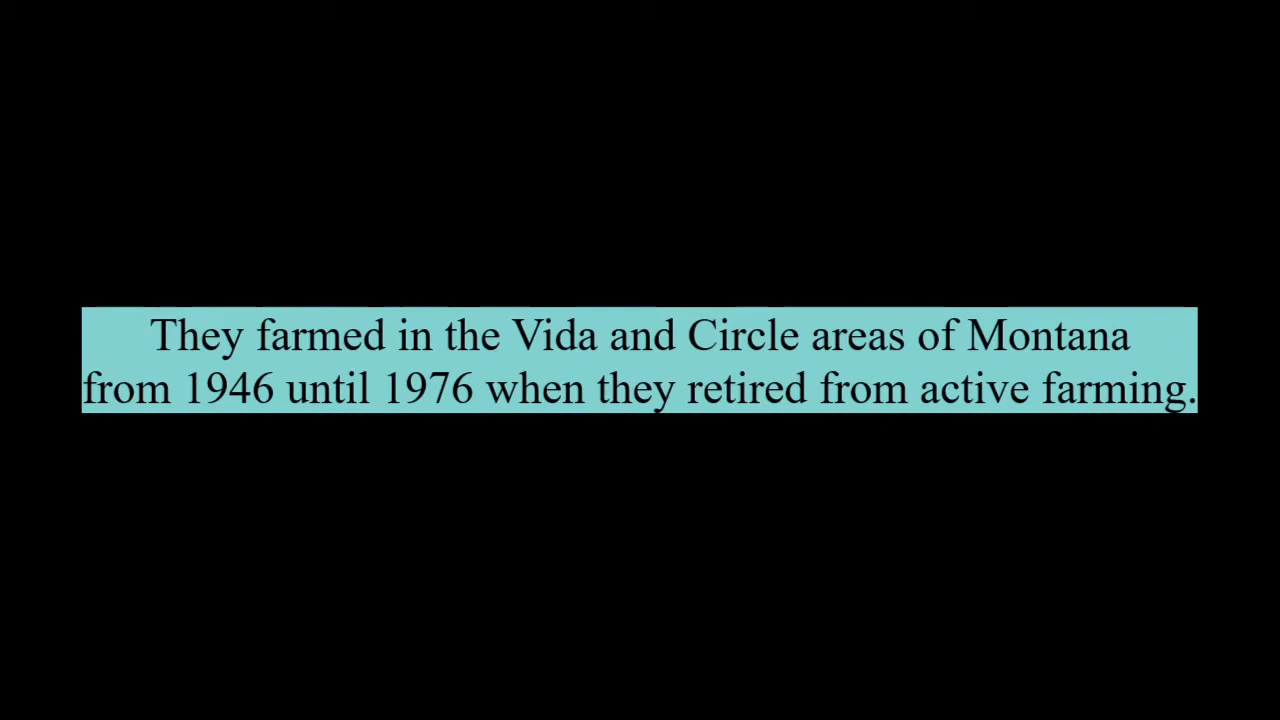 They farmed in the Vida and Circle areas of Montana
from 1946 until 1976 when they retired from active farming.